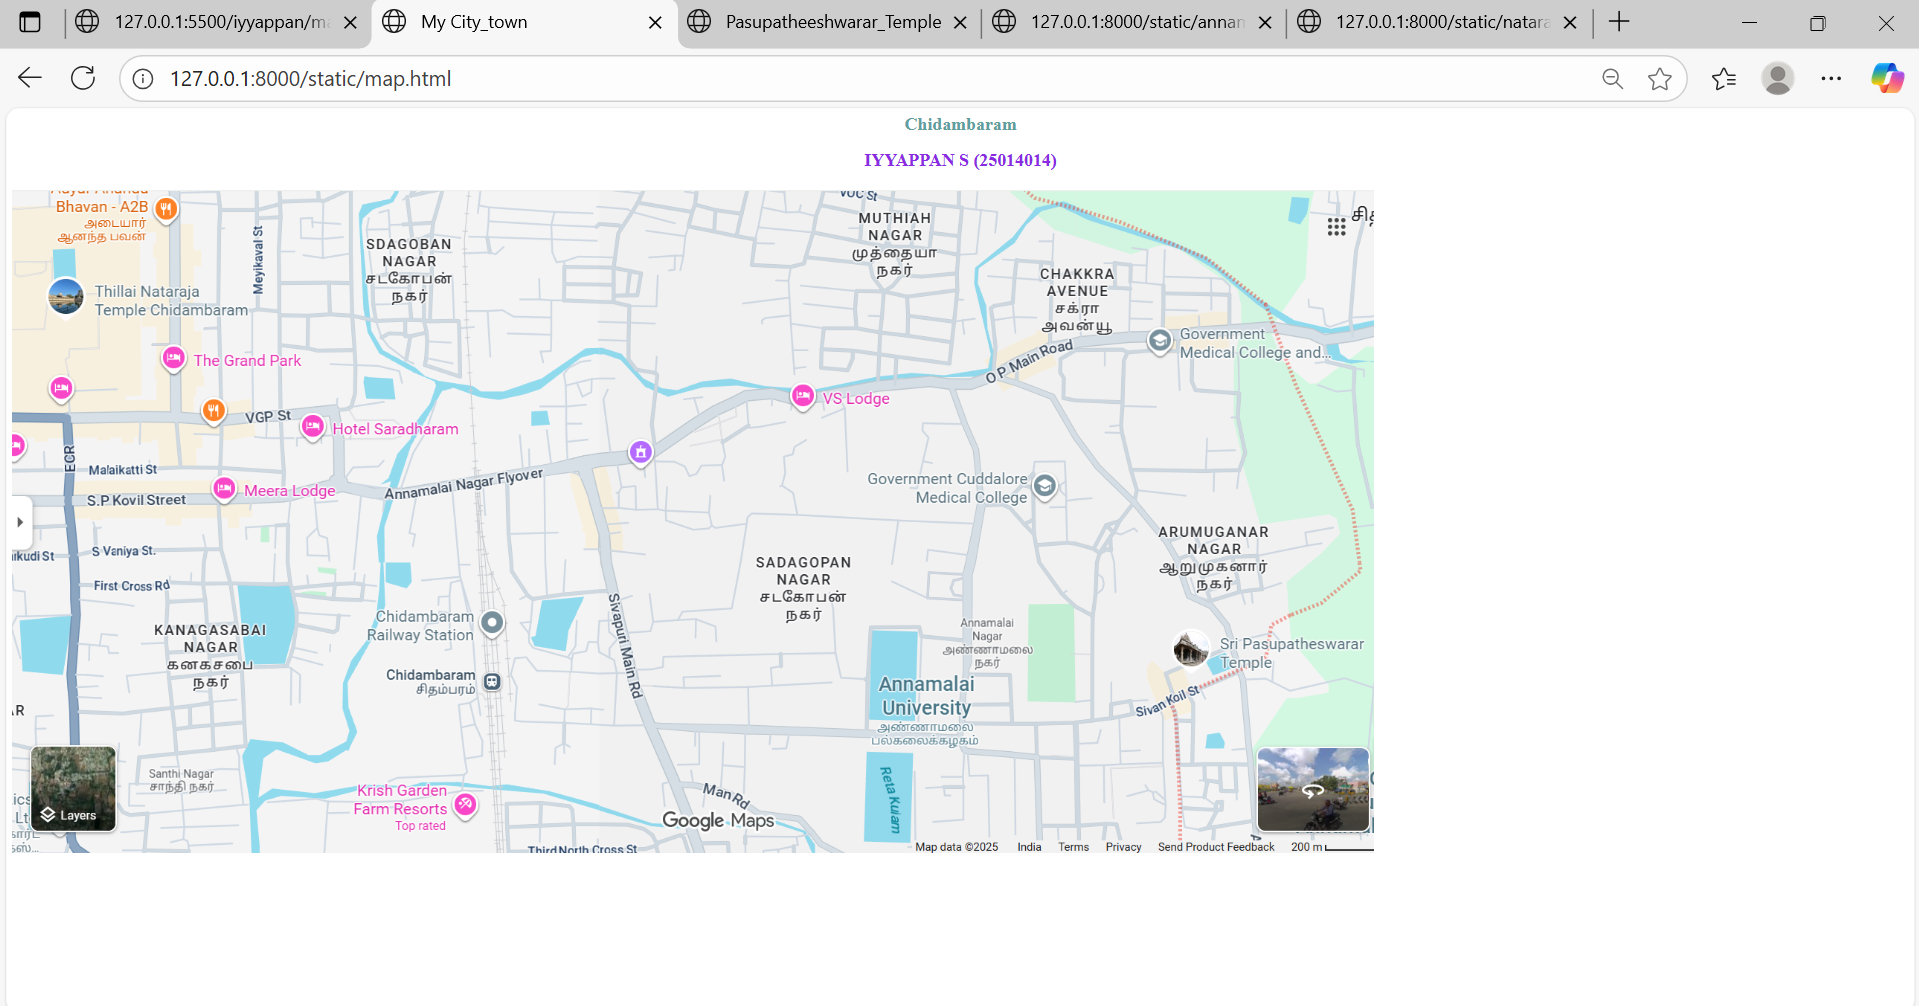 127.0.0.1:5500/iyyappan/m
My City_town
Pasupatheeshwarar_Temple
127.0.0.1:8000/static/annan
127.0.0.1:8000/static/natara
127.0.0.1:8000/static/map.html
Chidambaram
IYYAPPAN S (25014014)
Bhavan - A2B
அடையார்
ஆனந்த பவன்
Meyikaval St
SDAGOBAN
NAGAR
சடகோபன்
நகர்
VOC St
MUTHIAH
NAGAR
முத்தையா
நகர்
CHAKKRA
AVENUE
சக்ரா
அவன்யூ
Thillai Nataraja
Temple Chidambaram
Government
Medical College and...
O P Main Road
The Grand Park
VS Lodge
VGP St
Hotel Saradharam
ECR
Malaikatti St
Annamalai Nagar Flyover
Meera Lodge
S.P Kovil Street
Government Cuddalore
Medical College
ARUMUGANAR
NAGAR
ஆறுமுகனார்
நகர்
S Vaniya St.
ikudi St
First Cross Rd
SADAGOPAN
NAGAR
சடகோபன்
நகர்
Sivapuri Main Rd
Chidambaram
Railway Station
KANAGASABAI
NAGAR
கனகசபை
நகர்
Annamalai
Nagar
அண்ணாமலை
நகர்
Sri Pasupatheswarar
Temple
Chidambaram
சிதம்பரம்
Annamalai
University
அண்ணாமலை
பல்கலைக்கழகம்
Sivan Koil St
AR
Santhi Nagar
சாந்தி நகர்
Layers
Krish Garden
Farm Resorts
Top rated
Man Rd
Reta Kulam
Google Maps
Third North Cross St
Map data ©2025 India Terms Privacy Send Product Feedback 200 m